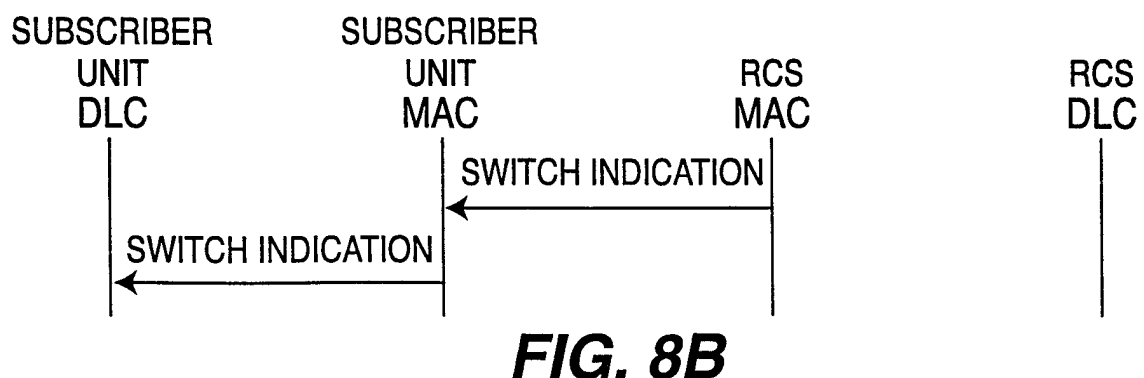 SUBSCRIBER
UNIT
DLC
SUBSCRIBER
UNIT
MAC
RCS
MAC
RCS
DLC
SWITCH INDICATION
SWITCH INDICATION
FIG. 8B